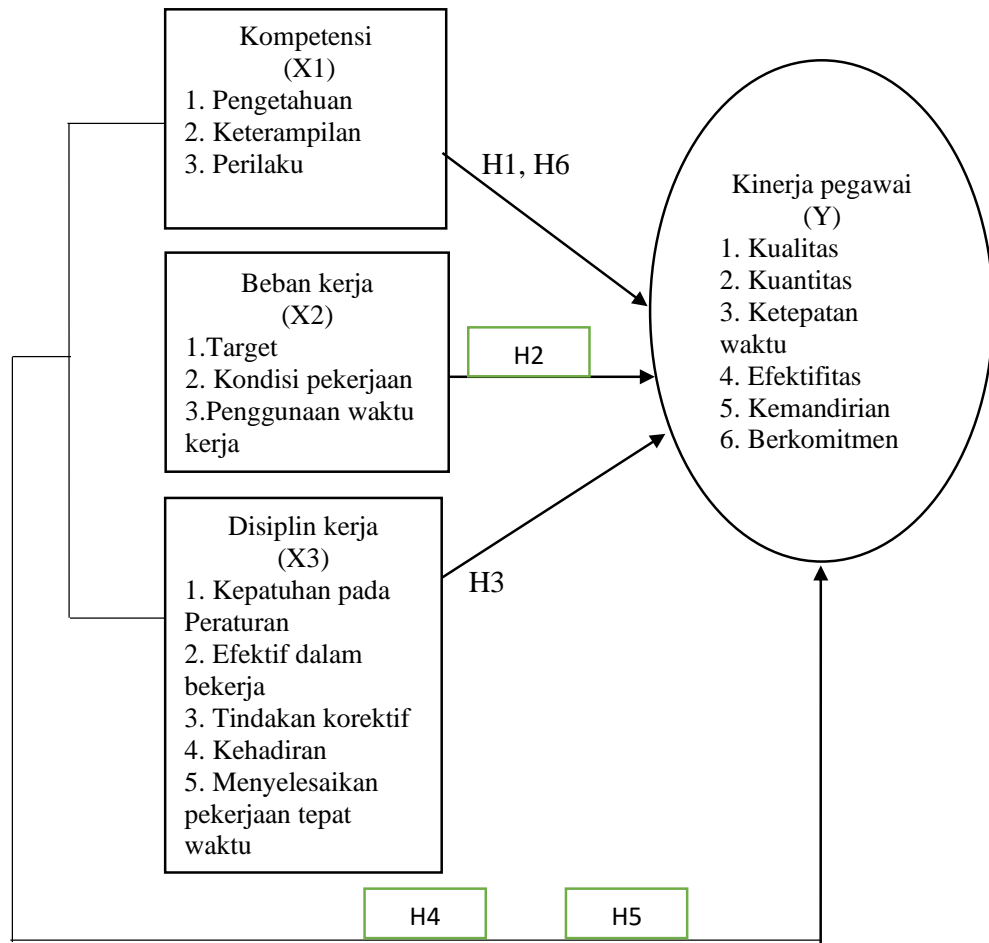 Kompetensi
(X1)
1. Pengetahuan
2. Keterampilan
3. Perilaku
H1, H6
Beban kerja
(X2)
1.Target
2. Kondisi pekerjaan
3.Penggunaan waktu
kerja
H2
Disiplin kerja
(X3)
1. Kepatuhan pada
Peraturan
2. Efektif dalam
bekerja
3. Tindakan korektif
4. Kehadiran
5. Menyelesaikan
pekerjaan tepat
waktu
H3
Kinerja pegawai
(Y)
1. Kualitas
2. Kuantitas
3. Ketepatan
waktu
4. Efektifitas
5. Kemandirian
6. Berkomitmen
H4
H5